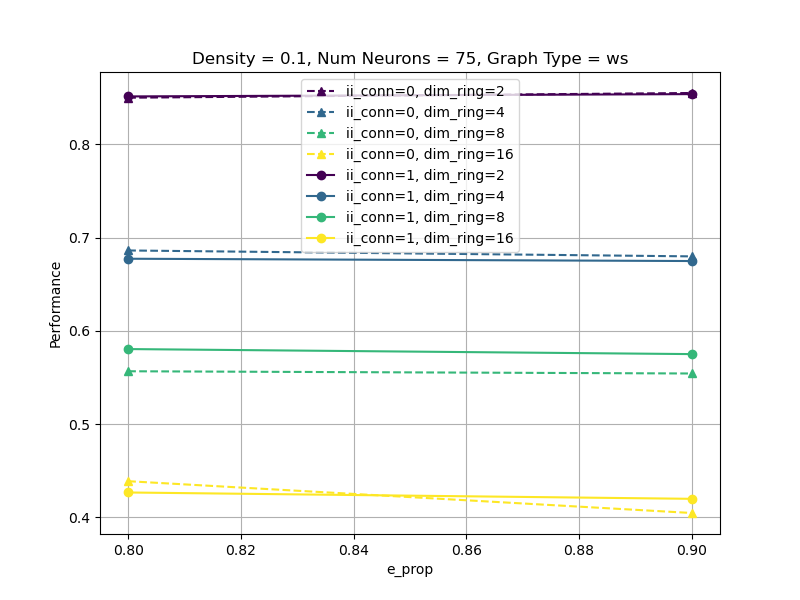 Density = 0.1, Num Neurons = 75, Graph Type = ws
ii_conn=0, dim_ring=2
ii_conn=0, dim_ring=4
ii_conn=0, dim_ring=8
ii_conn=0, dim_ring=16
ii_conn=1, dim_ring=2
ii_conn=1, dim_ring=4
ii_conn=1, dim_ring=8
ii_conn=1, dim_ring=16
Performance
0.8
0.7
0.6
0.5
0.4
0.80 0.82 0.84 0.86 0.88 0.90
e_prop